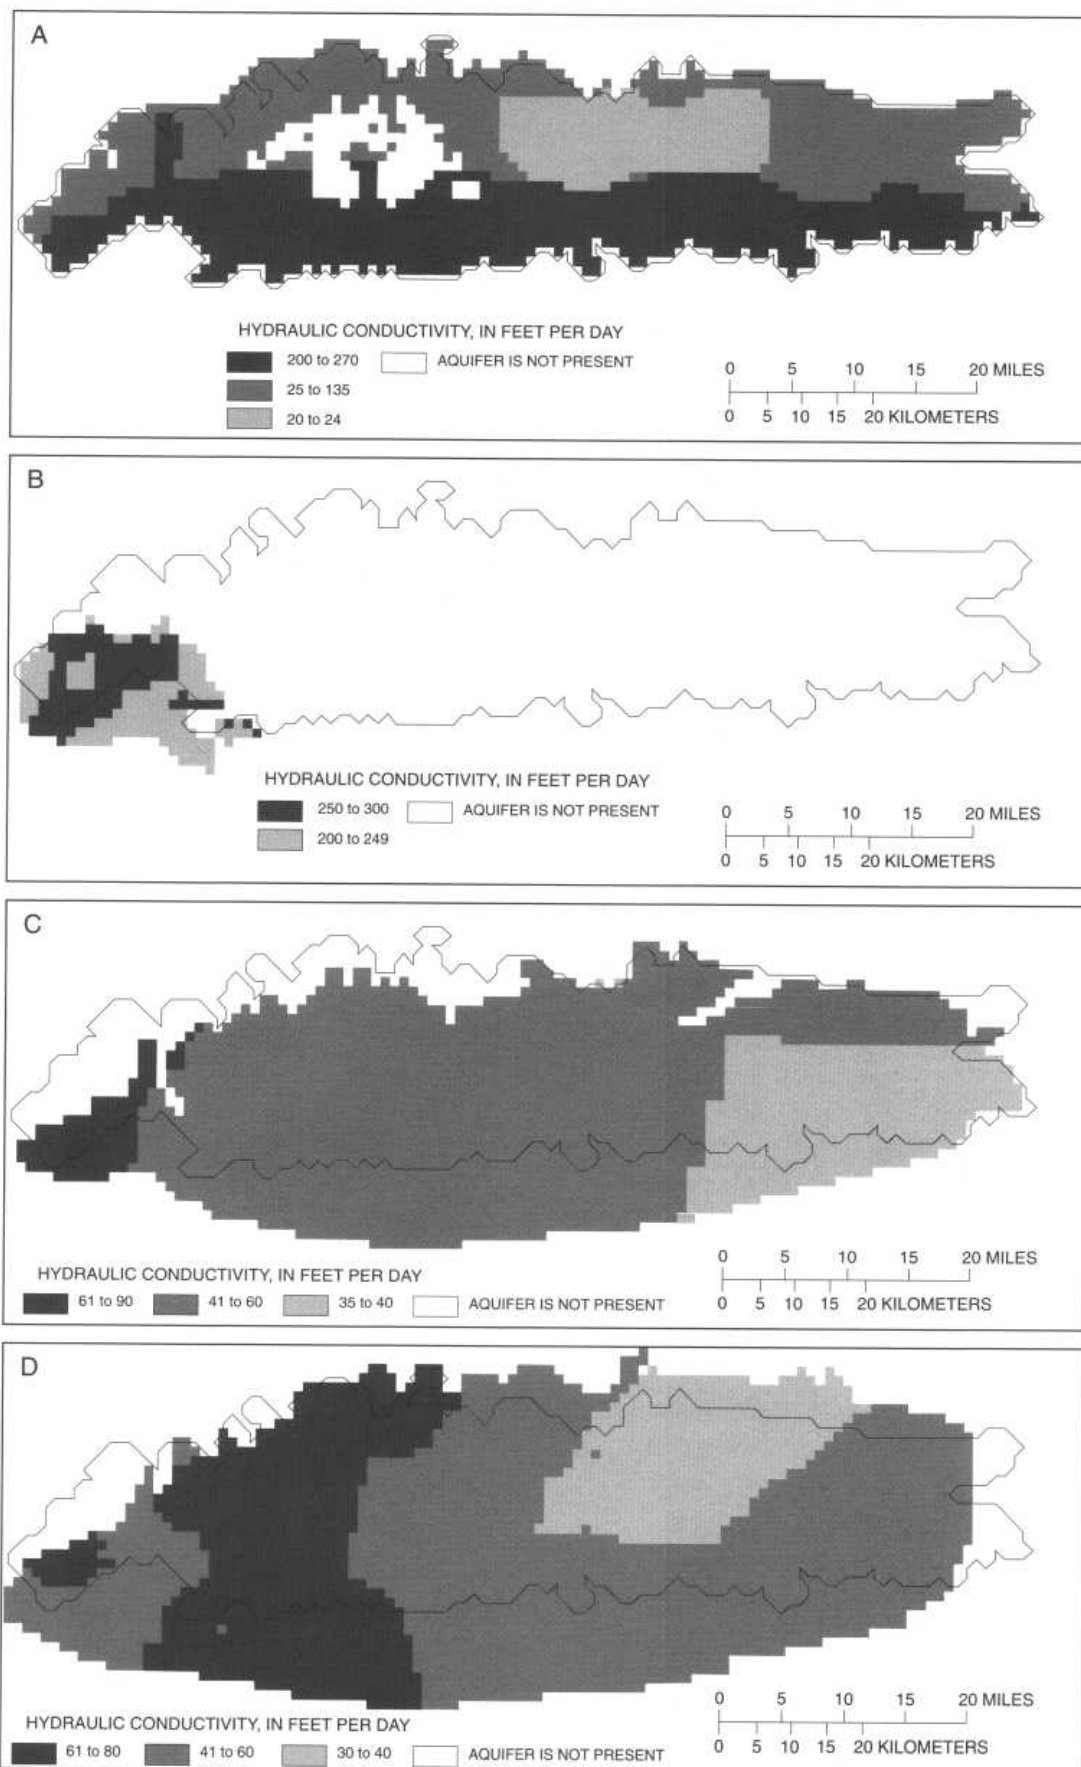 A
HYDRAULIC CONDUCTIVITY, IN FEET PER DAY
200 to 270 AQUIFER IS NOT PRESENT
25 to 135
20 to 24
0 5 10 15 20 MILES
0 5 10 15 20 KILOMETERS
B
HYDRAULIC CONDUCTIVITY, IN FEET PER DAY
250 to 300 AQUIFER IS NOT PRESENT
200 to 249
0 5 10 15 20 MILES
0 5 10 15 20 KILOMETERS
C
HYDRAULIC CONDUCTIVITY, IN FEET PER DAY
61 to 90 41 to 60 35 to 40 AQUIFER IS NOT PRESENT
0 5 10 15 20 MILES
0 5 10 15 20 KILOMETERS
D
HYDRAULIC CONDUCTIVITY, IN FEET PER DAY
61 to 80 41 to 60 30 to 40 AQUIFER IS NOT PRESENT
0 5 10 15 20 MILES
0 5 10 15 20 KILOMETERS